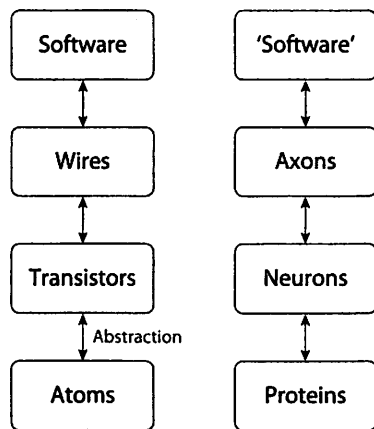 Software
'Software'
Wires
Axons
Transistors
Neurons
Abstraction
Atoms
Proteins